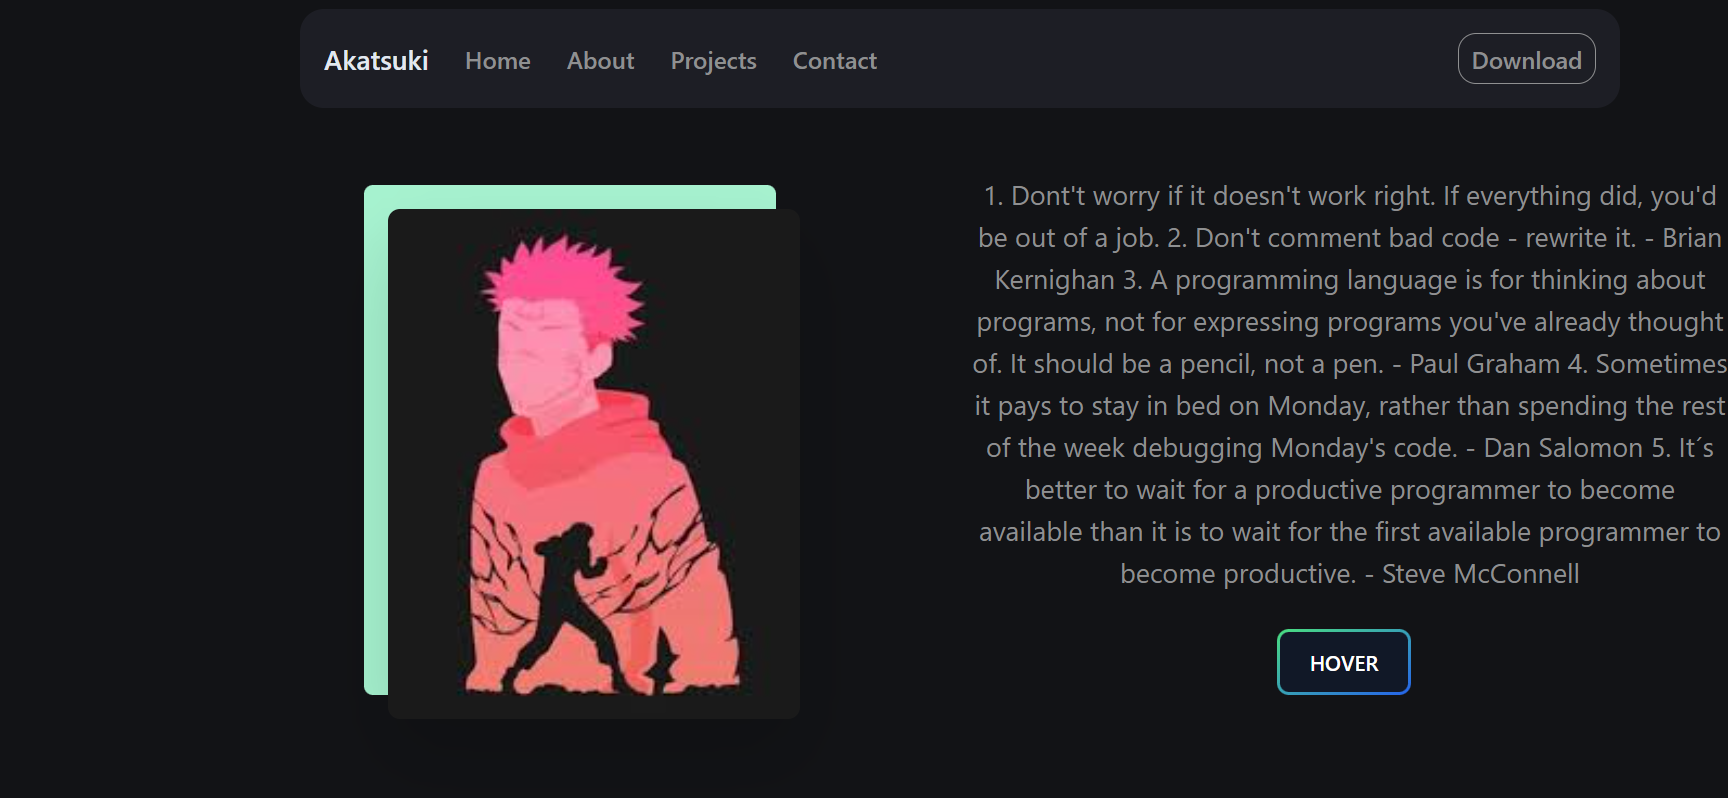 Akatsuki Home About Projects Contact Download
1. Dont't worry if it doesn't work right. If everything did, you'd
be out of a job. 2. Don't comment bad code - rewrite it. - Brian
Kernighan 3. A programming language is for thinking about
programs, not for expressing programs you've already thought
of. It should be a pencil, not a pen. - Paul Graham 4. Sometimes
it pays to stay in bed on Monday, rather than spending the rest
of the week debugging Monday's code. - Dan Salomon 5. It´s
better to wait for a productive programmer to become
available than it is to wait for the first available programmer to
become productive. - Steve McConnell
HOVER